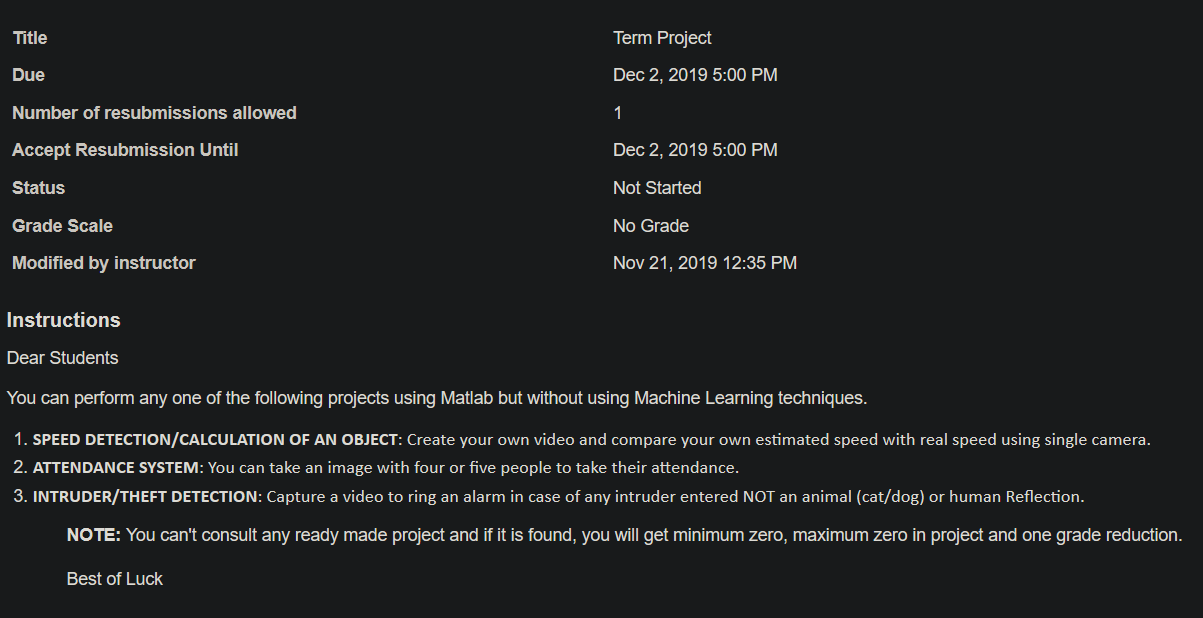 Title Term Project
Due Dec 2, 2019 5:00 PM
Number of resubmissions allowed 1
Accept Resubmission Until Dec 2, 2019 5:00 PM
Status Not Started
Grade Scale No Grade
Modified by instructor Nov 21, 2019 12:35 PM
Instructions
Dear Students
You can perform any one of the following projects using Matlab but without using Machine Learning techniques.
1. SPEED DETECTION/CALCULATION OF AN OBJECT: Create your own video and compare your own estimated speed with real speed using single camera.
2. ATTENDANCE SYSTEM: You can take an image with four or five people to take their attendance.
3. INTRUDER/THEFT DETECTION: Capture a video to ring an alarm in case of any intruder entered NOT an animal (cat/dog) or human Reflection.
NOTE: You can't consult any ready made project and if it is found, you will get minimum zero, maximum zero in project and one grade reduction.
Best of Luck